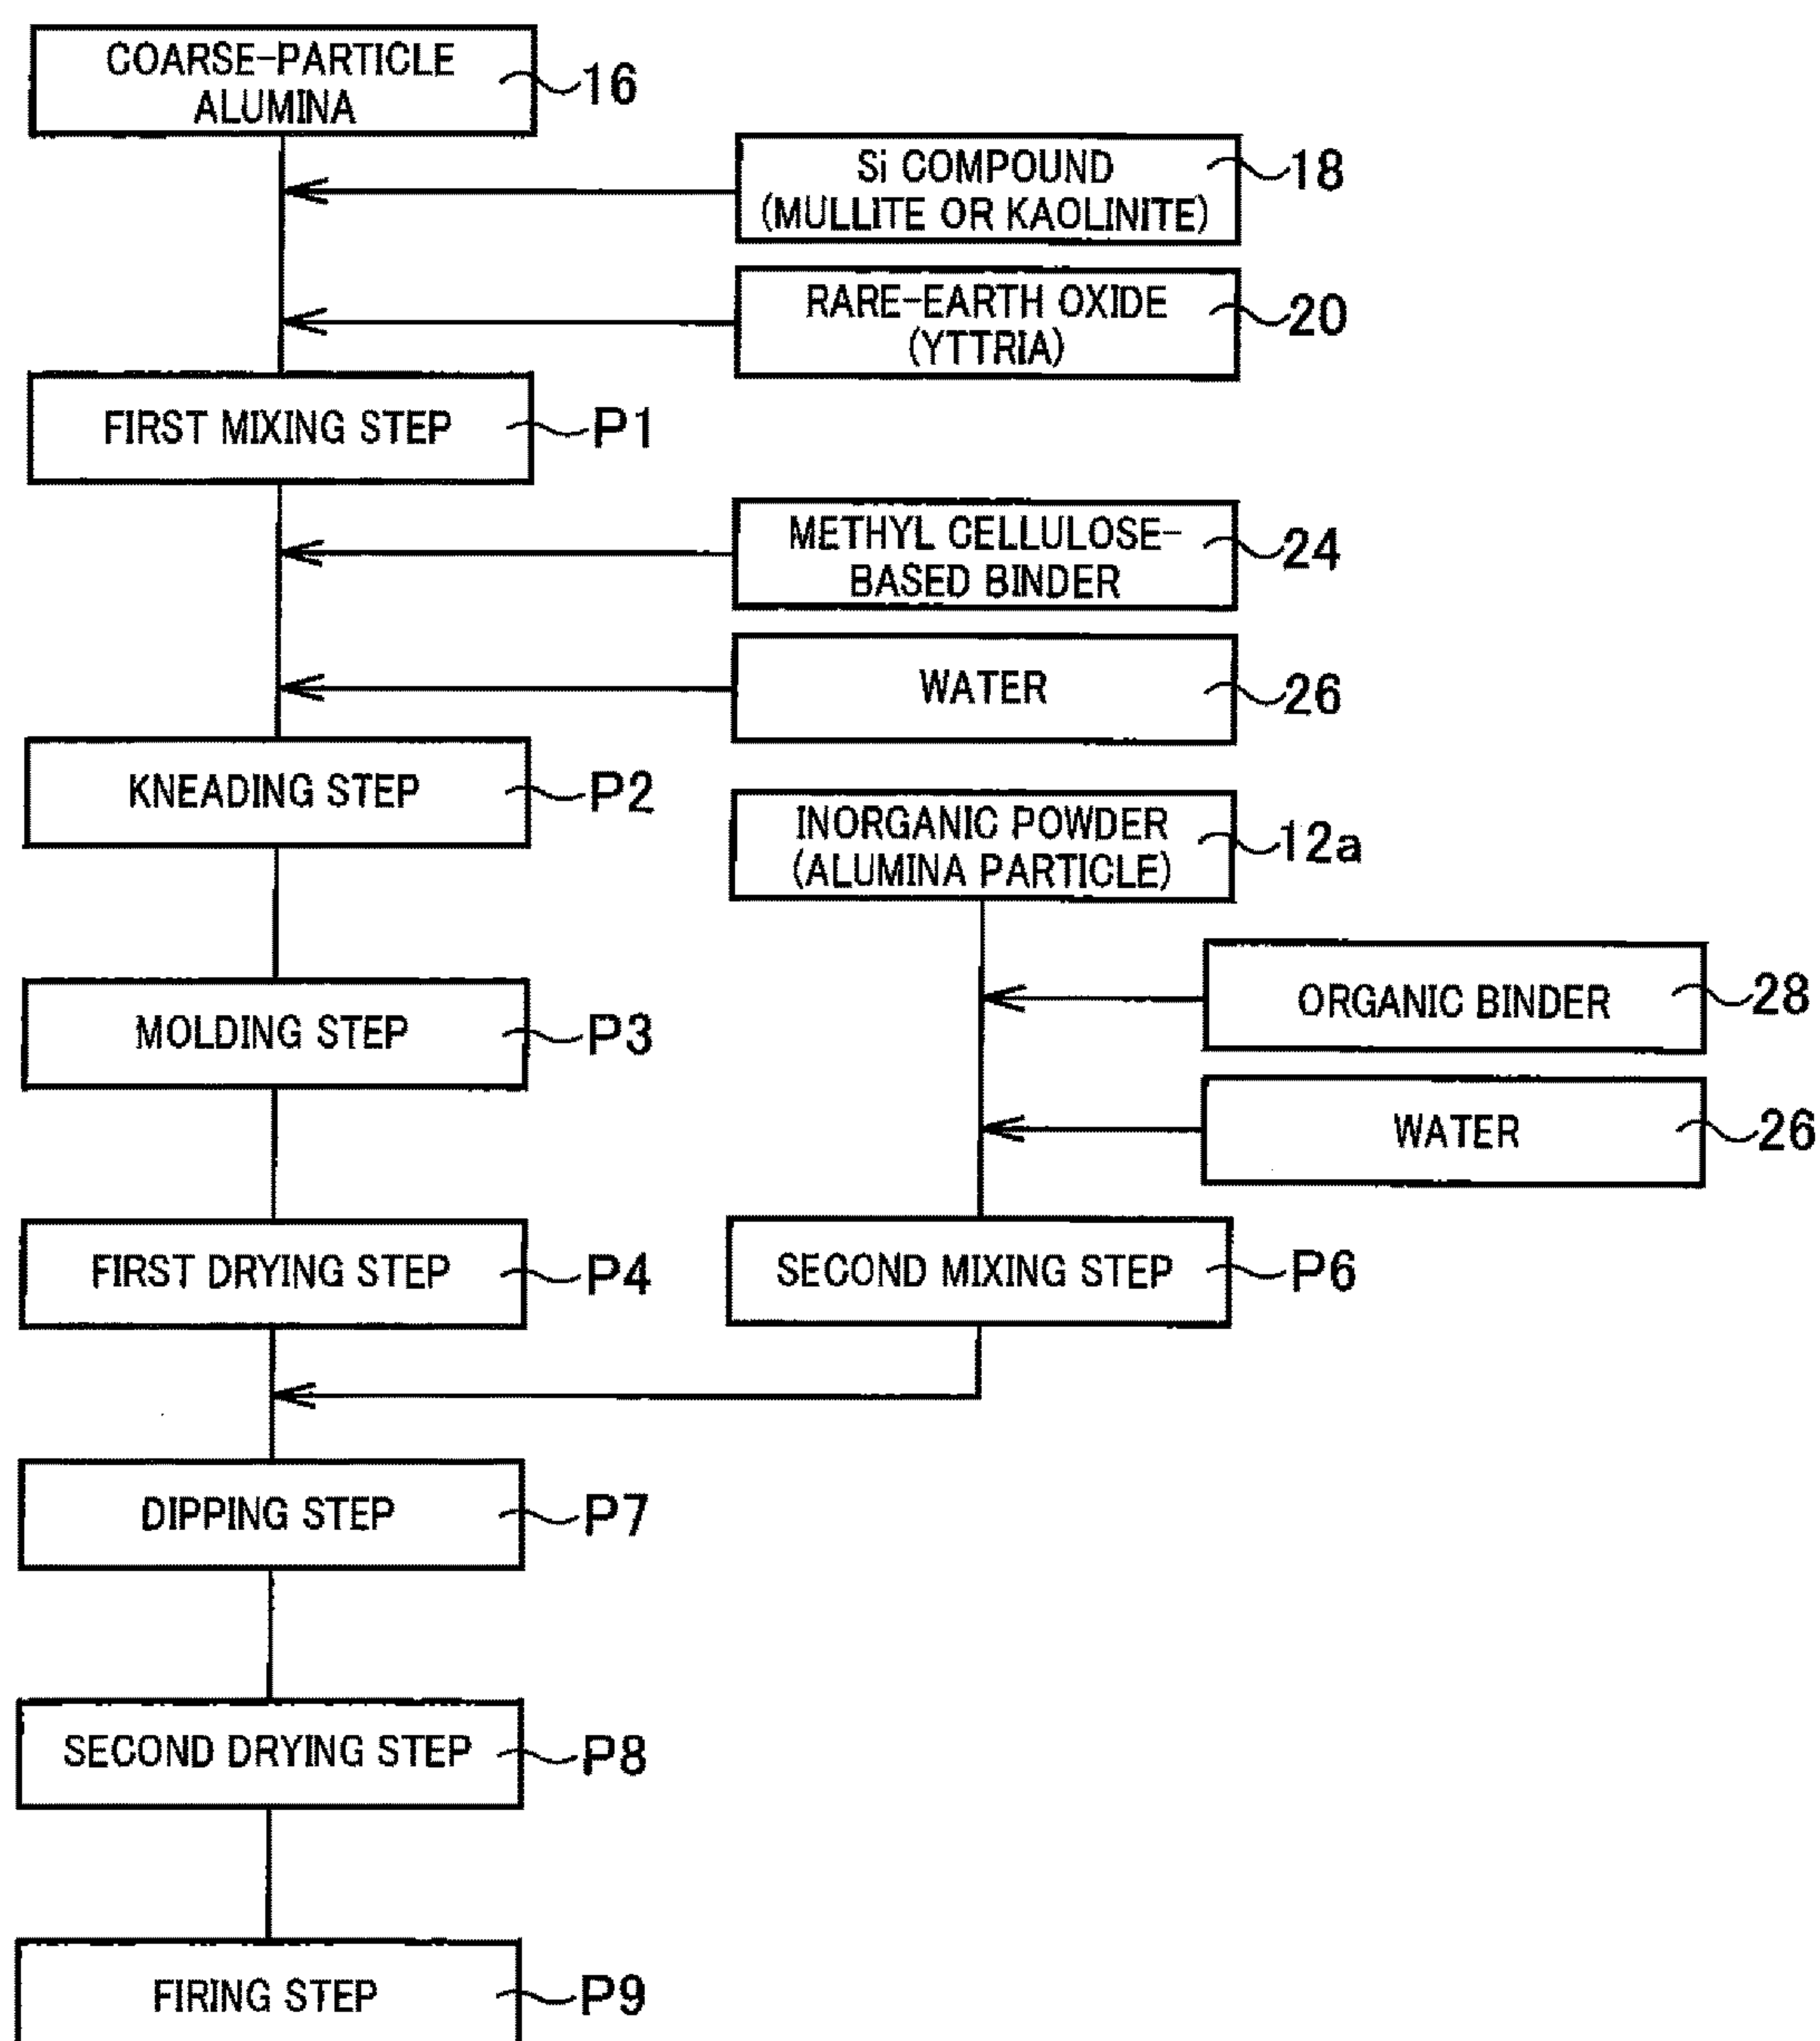 COARSE-PARTICLE
ALUMINA
16
Si COMPOUND
(MULLITE OR KAOLINITE)
18
RARE-EARTH OXIDE
(YTTRIA)
20
FIRST MIXING STEP
P1
METHYL CELLULOSE-
BASED BINDER
24
WATER
26
KNEADING STEP
P2
INORGANIC POWDER
(ALUMINA PARTICLE)
12a
ORGANIC BINDER
28
MOLDING STEP
P3
WATER
26
FIRST DRYING STEP
P4
SECOND MIXING STEP
P6
DIPPING STEP
P7
SECOND DRYING STEP
P8
FIRING STEP
P9